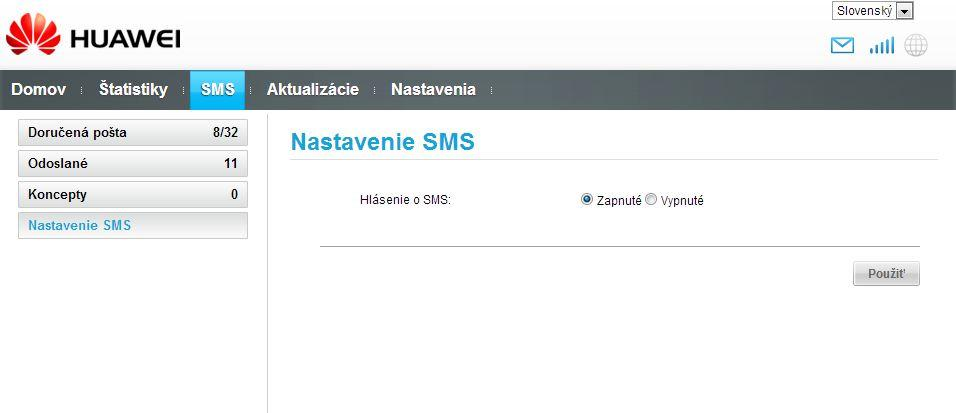 Slovenský
HUAWEI
Domov Štatistiky SMS Aktualizácie Nastavenia
Doručená pošta 8/32
Odoslané 11
Koncepty 0
Nastavenie SMS
Nastavenie SMS
Hlásenie o SMS: Zapnuté Vypnuté
Použiť